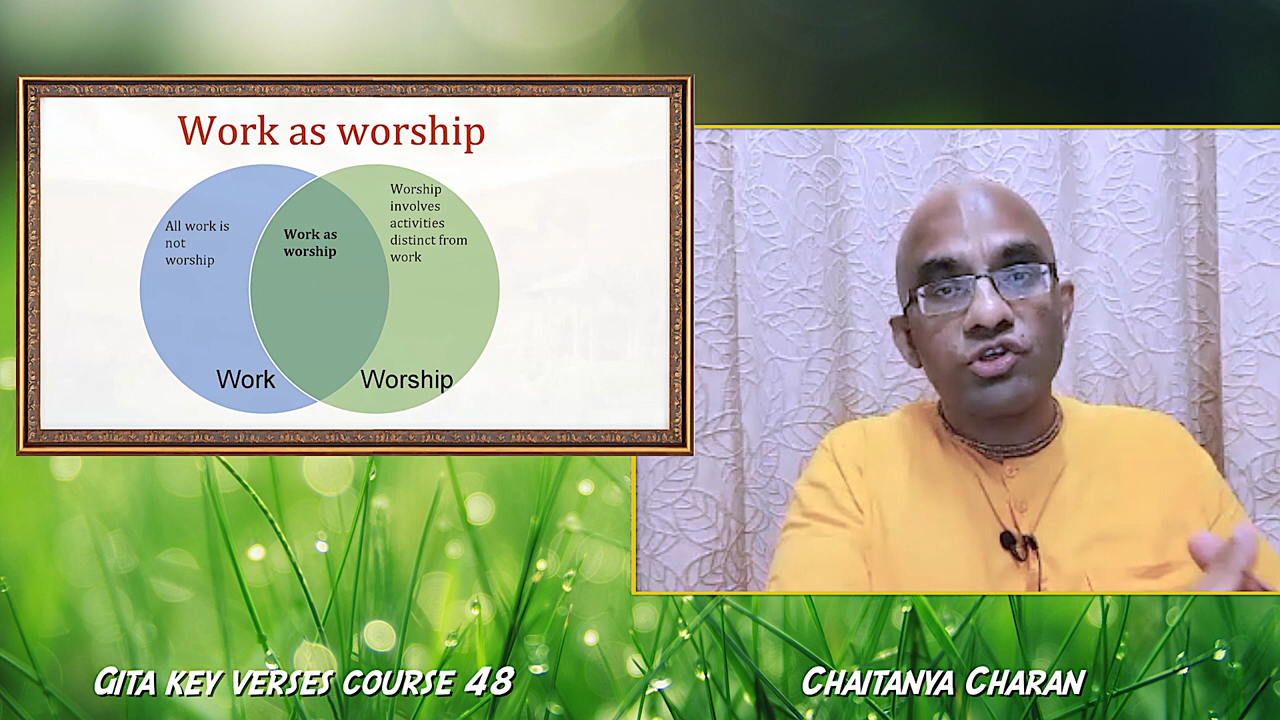 Work as worship
All work is
not
worship
Work as
worship
Worship
involves
activities
distinct from
work
Work
Worship
GITA KEY VERSES COURSE 48
CHAITANYA CHARAN